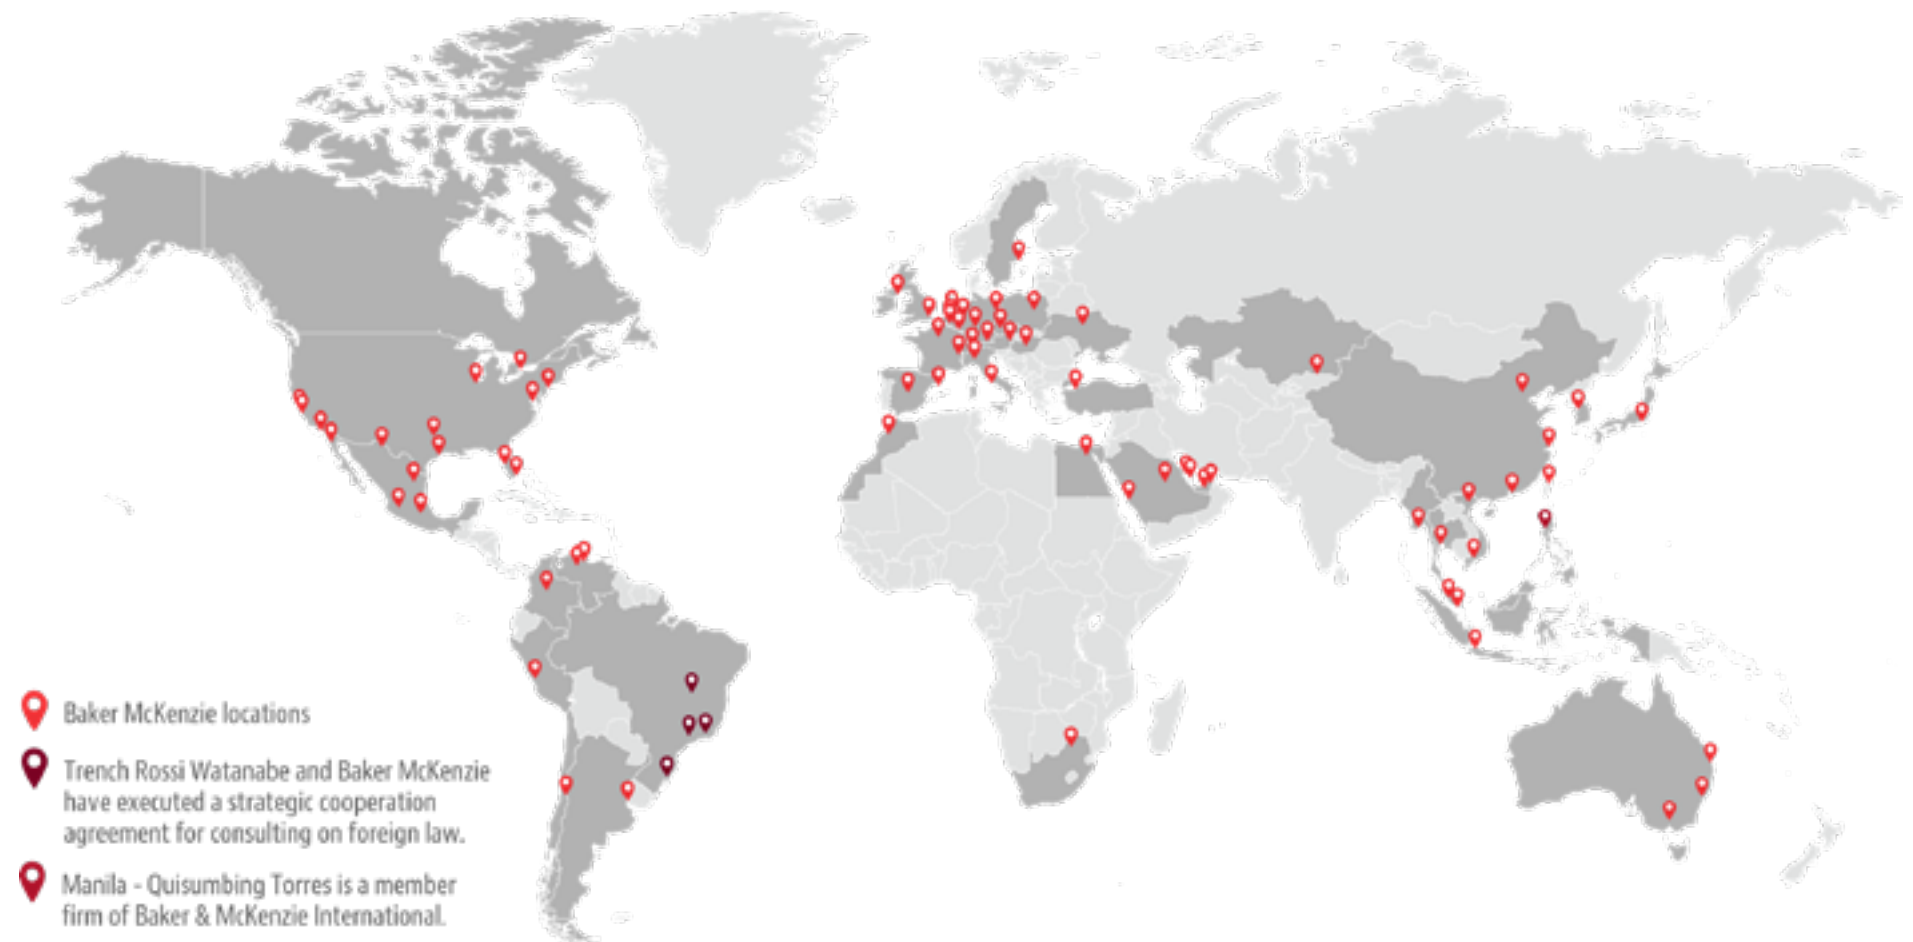 Baker McKenzie locations
Trench Rossi Watanabe and Baker McKenzie
have executed a strategic cooperation
agreement for consulting on foreign law.
Manila - Quisumbing Torres is a member
firm of Baker & McKenzie International.